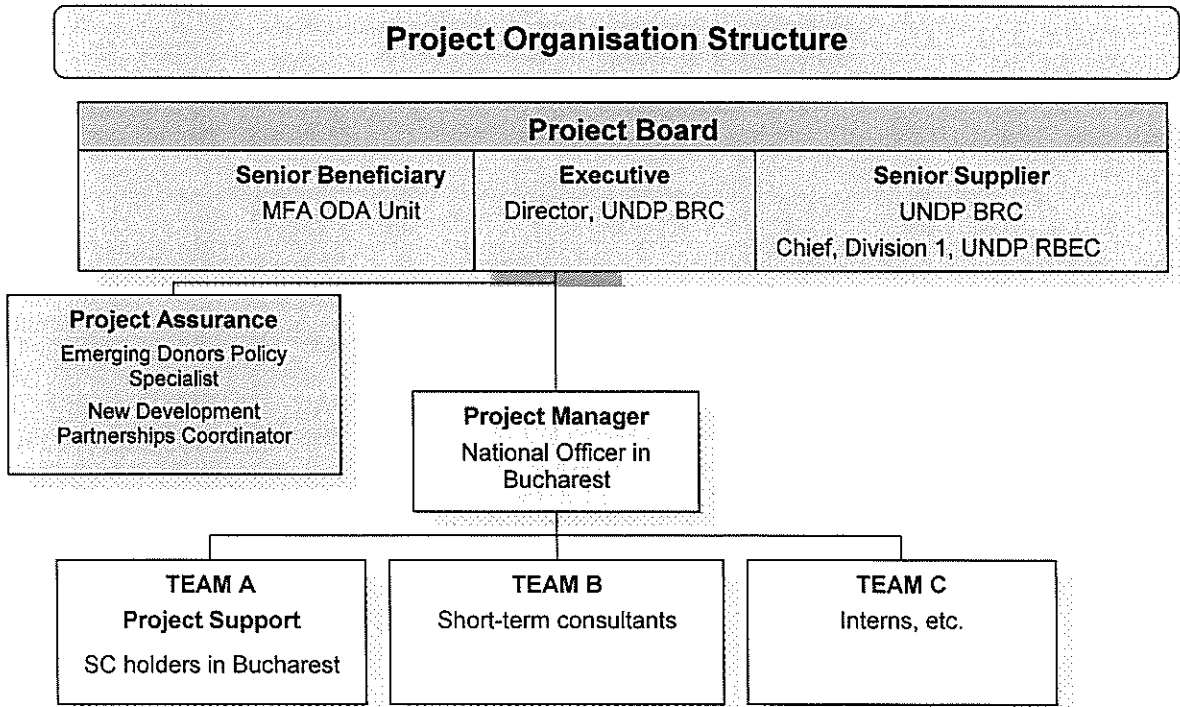 Project Organisation Structure
Project Board
Senior Beneficiary
MFA ODA Unit
Executive
Director, UNDP BRC
Senior Supplier
UNDP BRC
Chief, Division 1, UNDP RBEC
Project Assurance
Emerging Donors Policy
Specialist
New Development
Partnerships Coordinator
Project Manager
National Officer in
Bucharest
TEAM A
Project Support
SC holders in Bucharest
TEAM B
Short-term consultants
TEAM C
Interns, etc.